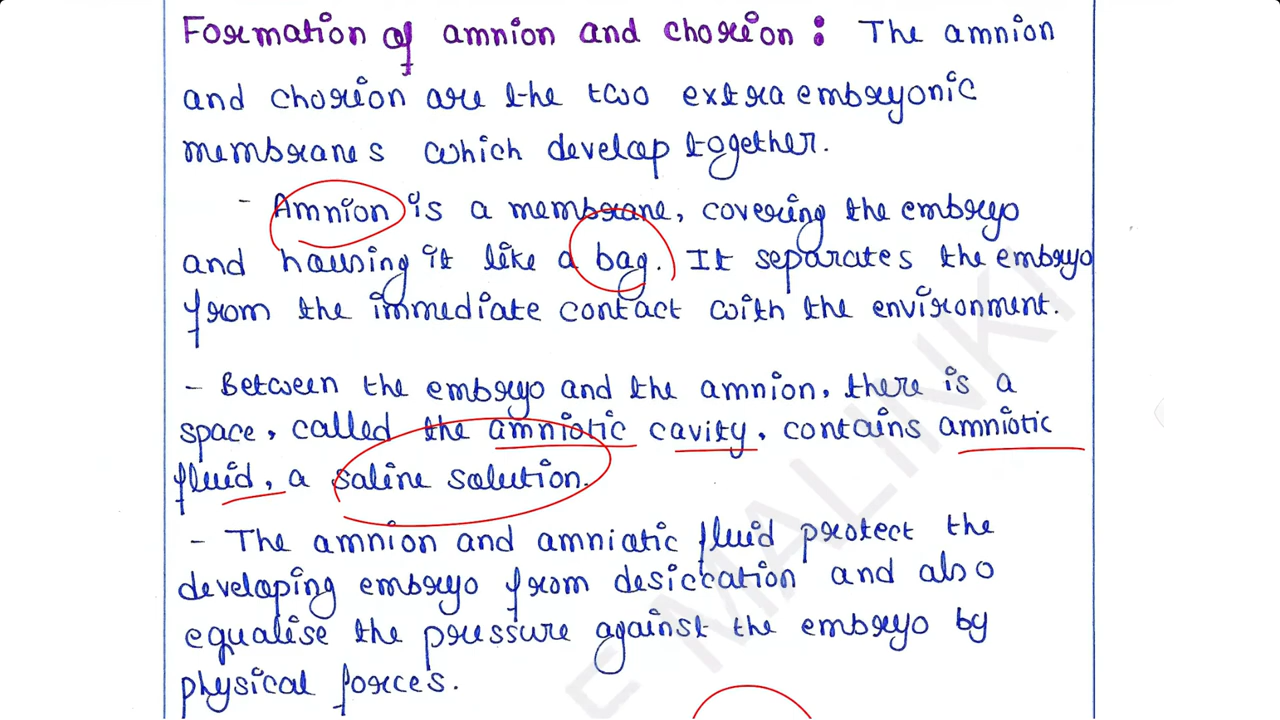 Formation of amnion and chorion : The amnion
and chorion are the two extra embryonic
membranes which develop together.
- Amnion is a membrane, covering the embryo
and housing it like a bag. It separates the embryo
from the immediate contact with the environment.
- Between the embryo and the amnion, there is a
space, called the amniotic cavity, contains amniotic
fluid, a saline solution.
- The amnion and amniotic fluid protect the
developing embryo from desiccation and also
equalise the pressure against the embryo by
physical forces.